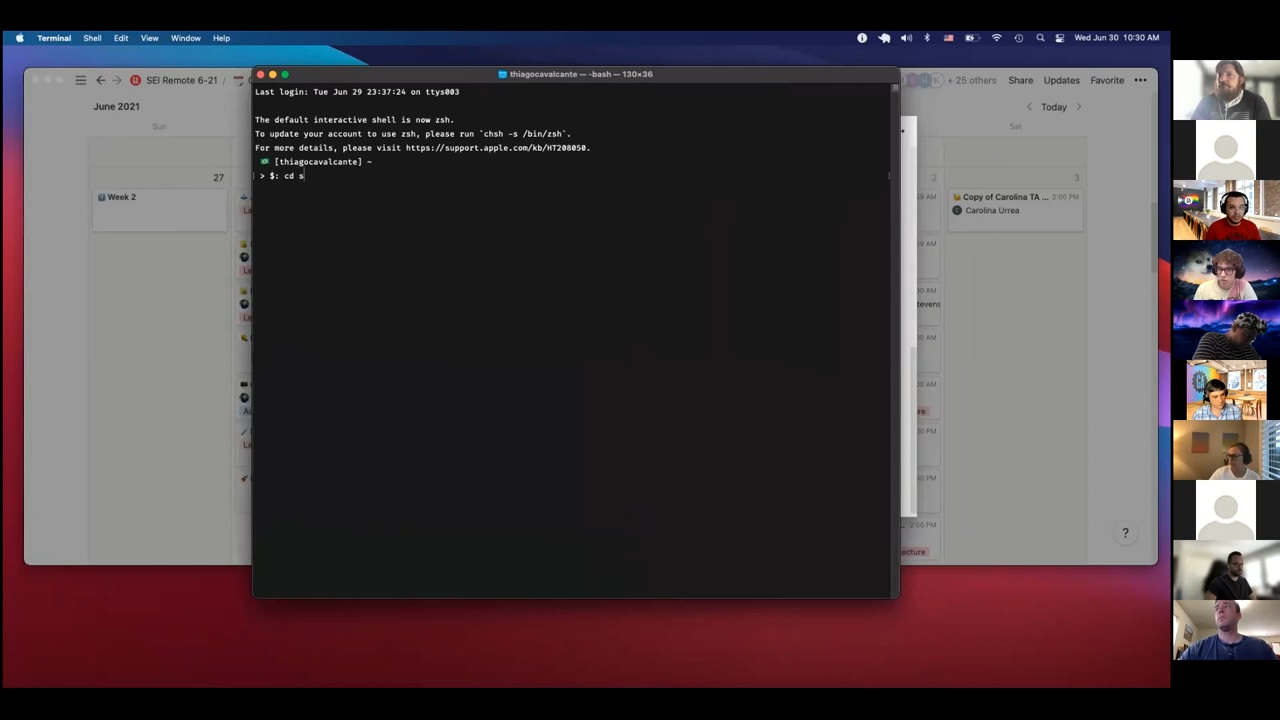 Terminal Shell Edit View Window Help
Wed Jun 30 10:30 AM
SEI Remote 6-21 /
+ 25 others Share Updates Favorite •••
June 2021
Today
Sun
Sat
27
2
3
Week 2
Copy of Carolina TA ... 2:00 PM
Carolina Urrea
thiagocavalcante — -bash — 130×36
Last login: Tue Jun 29 23:37:24 on ttys003
The default interactive shell is now zsh.
To update your account to use zsh, please run `chsh -s /bin/zsh`.
For more details, please visit https://support.apple.com/kb/HT208050.
[thiagocavalcante] ~
> $: cd s
2:00 PM
?